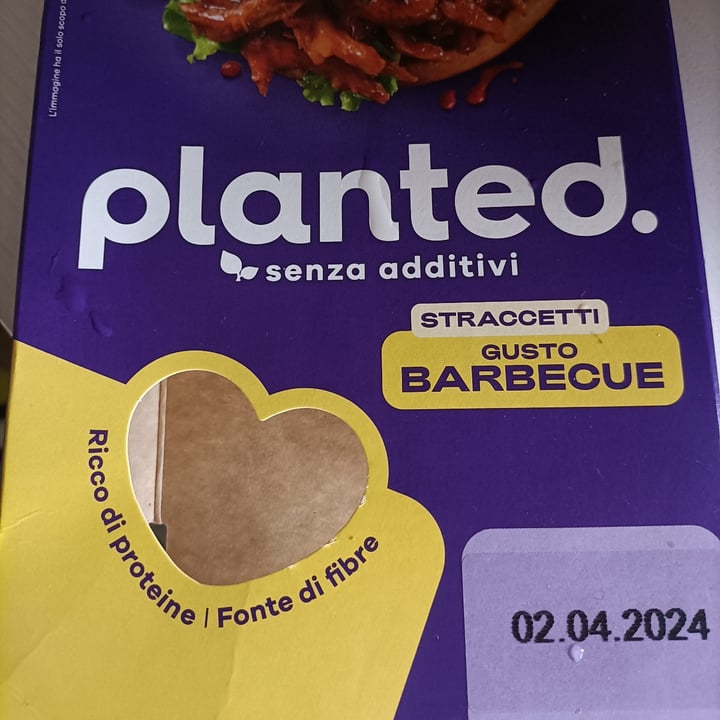 L'immagine ha il solo scopo d
planted.
senza additivi
STRACCETTI
GUSTO
BARBECUE
Ricco di proteine | Fonte di fibre
02.04.2024